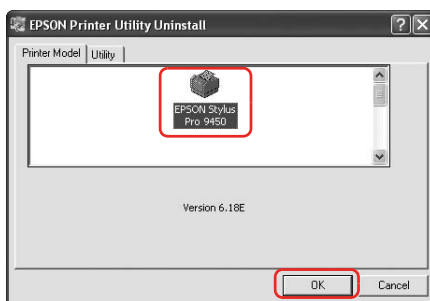 EPSON Printer Utility Uninstall
Printer Model
Utility
EPSON Stylus
Pro 9450
Version 6.18E
OK
Cancel